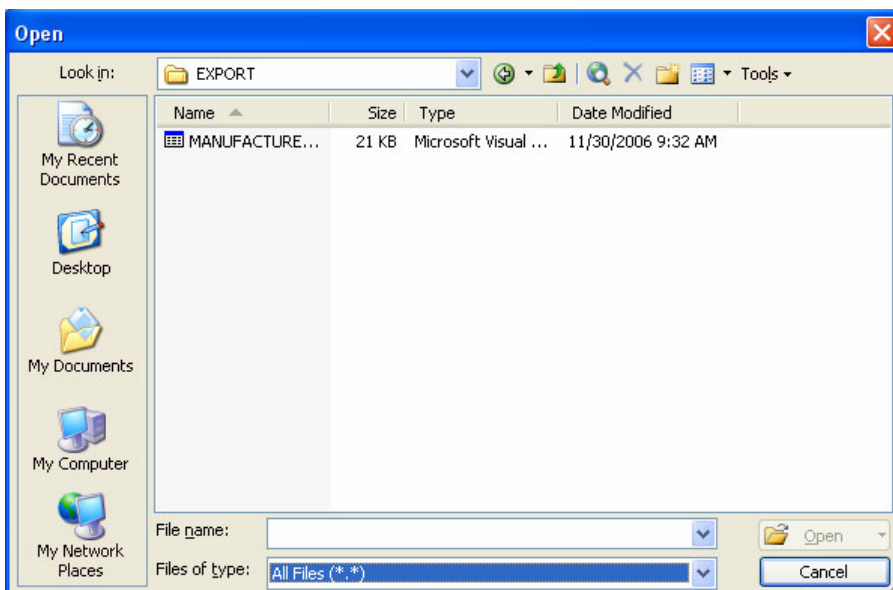 Open
Look in:
EXPORT
Tools
Name Size Type Date Modified
MANUFACTURE... 21 KB Microsoft Visual ... 11/30/2006 9:32 AM
My Recent
Documents
Desktop
My Documents
My Computer
My Network
Places
File name:
Open
Files of type:
All Files (*.*)
Cancel